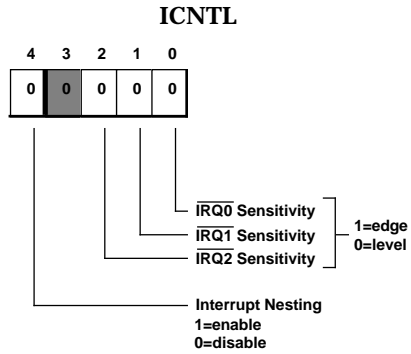 ICNTL
4 3 2 1 0
0 0 0 0 0
IRQ0 Sensitivity
IRQ1 Sensitivity
IRQ2 Sensitivity
1=edge
0=level
Interrupt Nesting
1=enable
0=disable